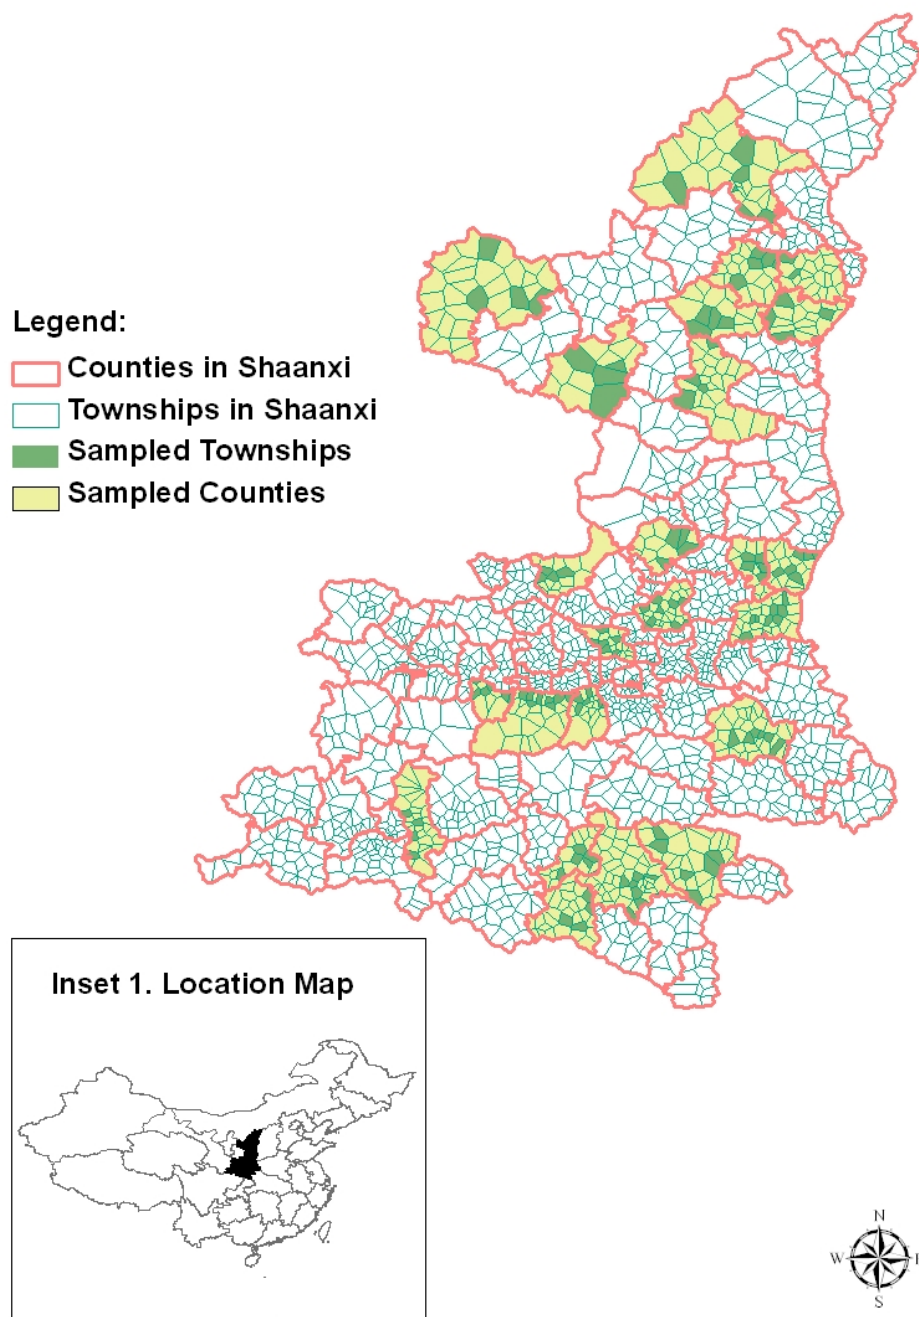 Legend:
Counties in Shaanxi
Townships in Shaanxi
Sampled Townships
Sampled Counties
Inset 1. Location Map
N
W
S